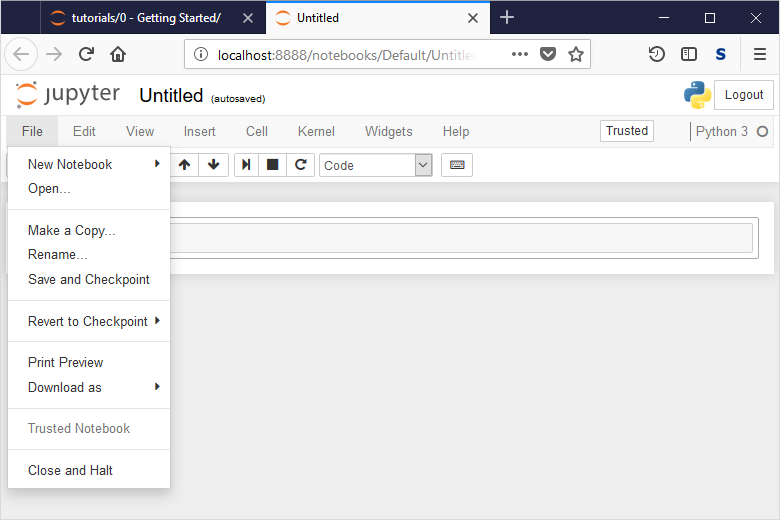 tutorials/0 - Getting Started/
Untitled
localhost:8888/notebooks/Default/Untitle
S
jupyter Untitled (autosaved)
Logout
File Edit View Insert Cell Kernel Widgets Help
Trusted
Python 3
New Notebook
Open...
Code
Make a Copy...
Rename...
Save and Checkpoint
Revert to Checkpoint
Print Preview
Download as
Trusted Notebook
Close and Halt